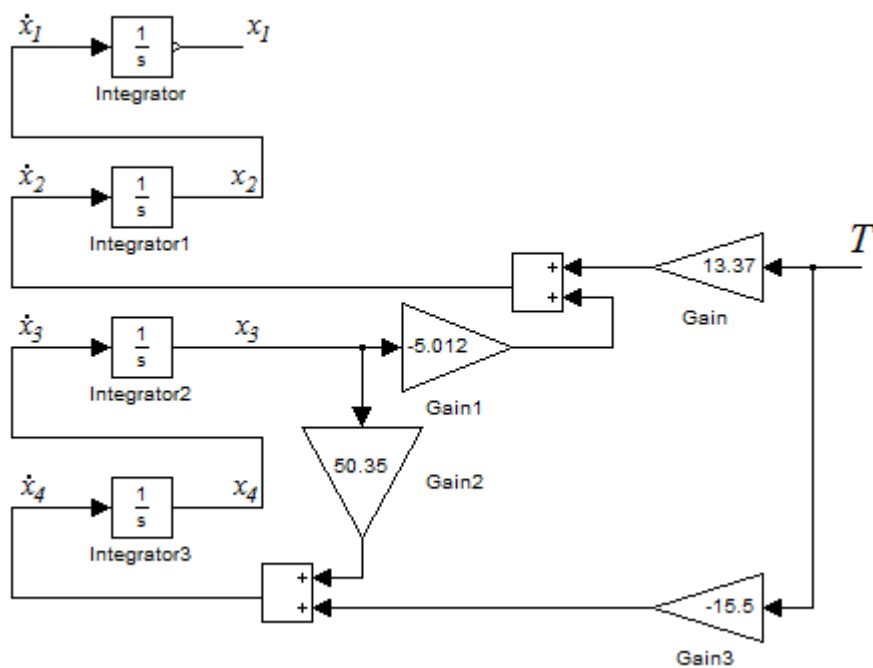 ẋ1 1 x1
s
Integrator
ẋ2 1 x2
s
Integrator1
T
+ 13.37
+
Gain
ẋ3 1 x3
s
-5.012
Integrator2
Gain1
50.35
Gain2
ẋ4 1 x4
s
Integrator3
+
+ -15.5
Gain3